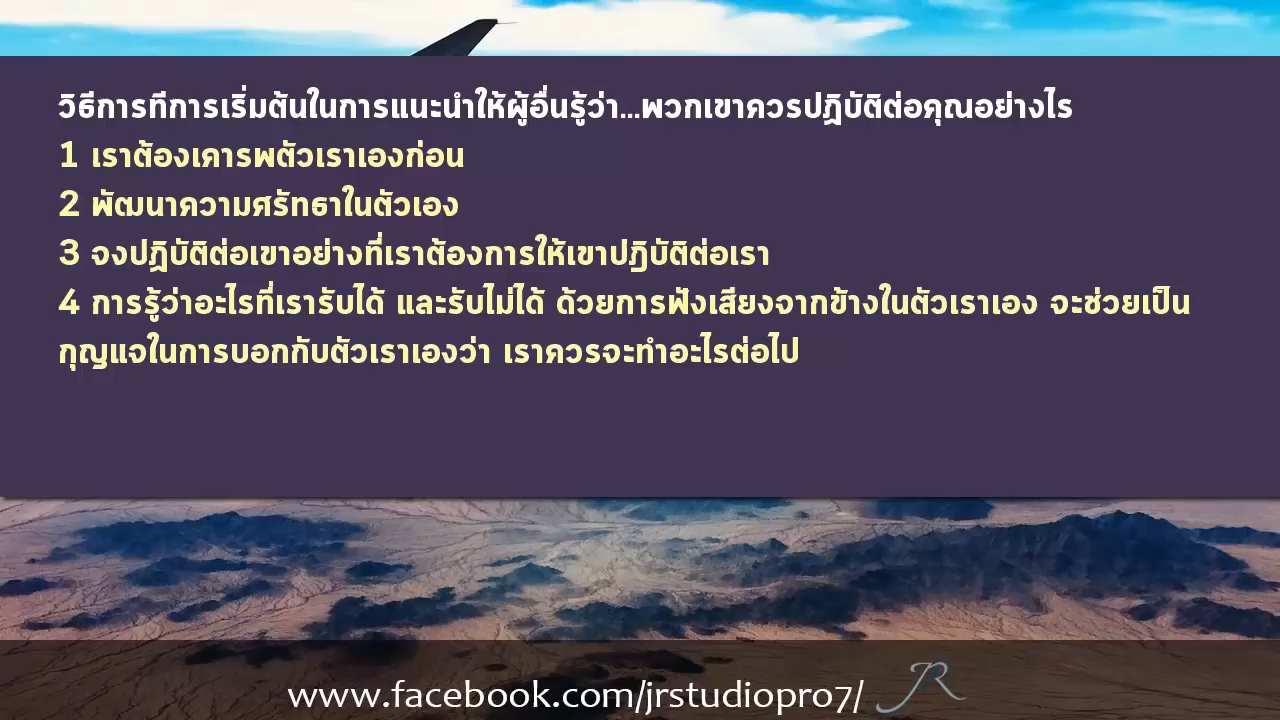 วิธีการทีการเริ่มต้นในการแนะนำให้ผู้อื่นรู้ว่า...พวกเขาควรปฏิบัติต่อคุณอย่างไร
1 เราต้องเคารพตัวเราเองก่อน
2 พัฒนาความศรัทธาในตัวเอง
3 จงปฏิบัติต่อเขาอย่างที่เราต้องการให้เขาปฏิบัติต่อเรา
4 การรู้ว่าอะไรที่เรารับได้ และรับไม่ได้ ด้วยการฟังเสียงจากข้างในตัวเราเอง จะช่วยเป็น
กุญแจในการบอกกับตัวเราเองว่า เราควรจะทำอะไรต่อไป
www.facebook.com/jrstudiopro7/ JR